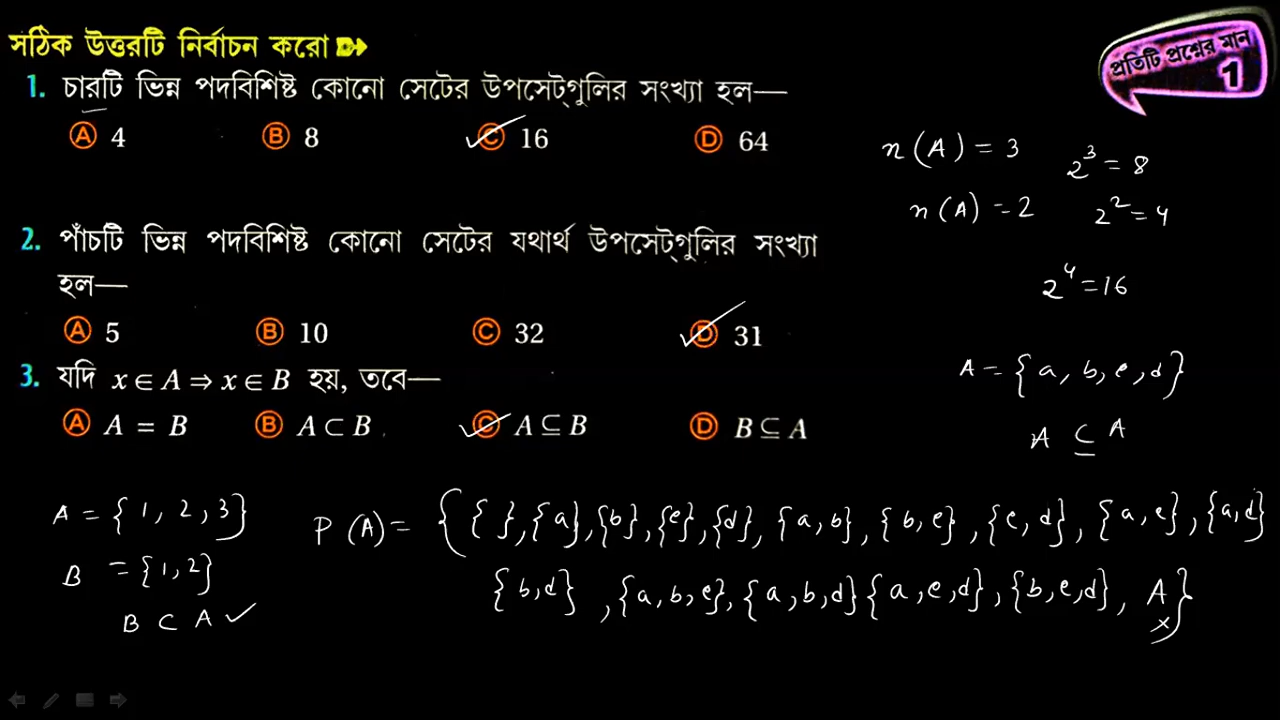 সঠিক উত্তরটি নির্বাচন করো
প্রতিটি প্রশ্নের মান 1
1. চারটি ভিন্ন পদবিশিষ্ট কোনো সেটের উপসেট্গুলির সংখ্যা হল—
Ⓐ 4 Ⓑ 8 Ⓒ 16 Ⓓ 64
n(A) = 3 2³ = 8
n(A) = 2 2² = 4
2. পাঁচটি ভিন্ন পদবিশিষ্ট কোনো সেটের যথার্থ উপসেট্গুলির সংখ্যা
হল—
2⁴ = 16
Ⓐ 5 Ⓑ 10 Ⓒ 32 Ⓓ 31
3. যদি x ∈ A ⇒ x ∈ B হয়, তবে—
A = {a, b, c, d}
Ⓐ A = B Ⓑ A ⊂ B Ⓒ A ⊆ B Ⓓ B ⊆ A
A ⊆ A
A = {1, 2, 3}
B = {1, 2}
B ⊂ A ✓
P(A) = {{ }, {a}, {b}, {c}, {d}, {a, b}, {b, c}, {c, d}, {a, c}, {a, d}
{b, d}, {a, b, c}, {a, b, d} {a, c, d}, {b, c, d}, A}
×